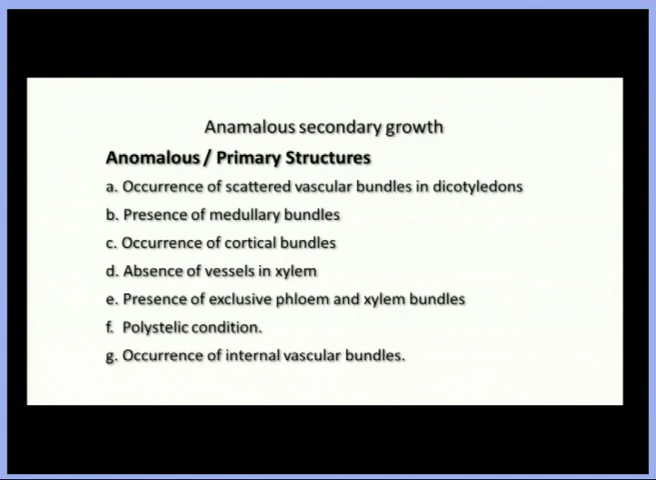 Anamalous secondary growth
Anomalous / Primary Structures
a. Occurrence of scattered vascular bundles in dicotyledons
b. Presence of medullary bundles
c. Occurrence of cortical bundles
d. Absence of vessels in xylem
e. Presence of exclusive phloem and xylem bundles
f. Polystelic condition.
g. Occurrence of internal vascular bundles.